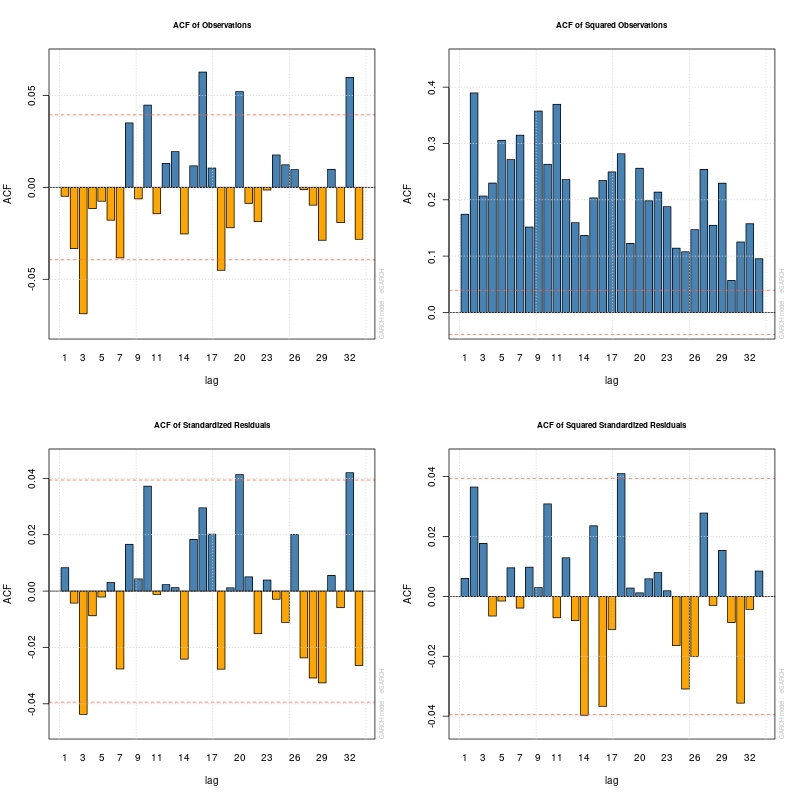 ACF of Observations
ACF
0.05
0.00
-0.05
1 3 5 7 9 11 14 17 20 23 26 29 32
lag
GARCH model : eGARCH
ACF of Squared Observations
ACF
0.4
0.3
0.2
0.1
0.0
1 3 5 7 9 11 14 17 20 23 26 29 32
lag
GARCH model : eGARCH
ACF of Standardized Residuals
ACF
0.04
0.02
0.00
-0.02
-0.04
1 3 5 7 9 11 14 17 20 23 26 29 32
lag
GARCH model : eGARCH
ACF of Squared Standardized Residuals
ACF
0.04
0.02
0.00
-0.02
-0.04
1 3 5 7 9 11 14 17 20 23 26 29 32
lag
GARCH model : eGARCH